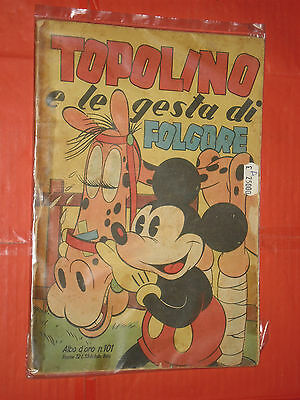 TOPOLINO
e le gesta di
FOLGORE
Albo d'oro n. 101